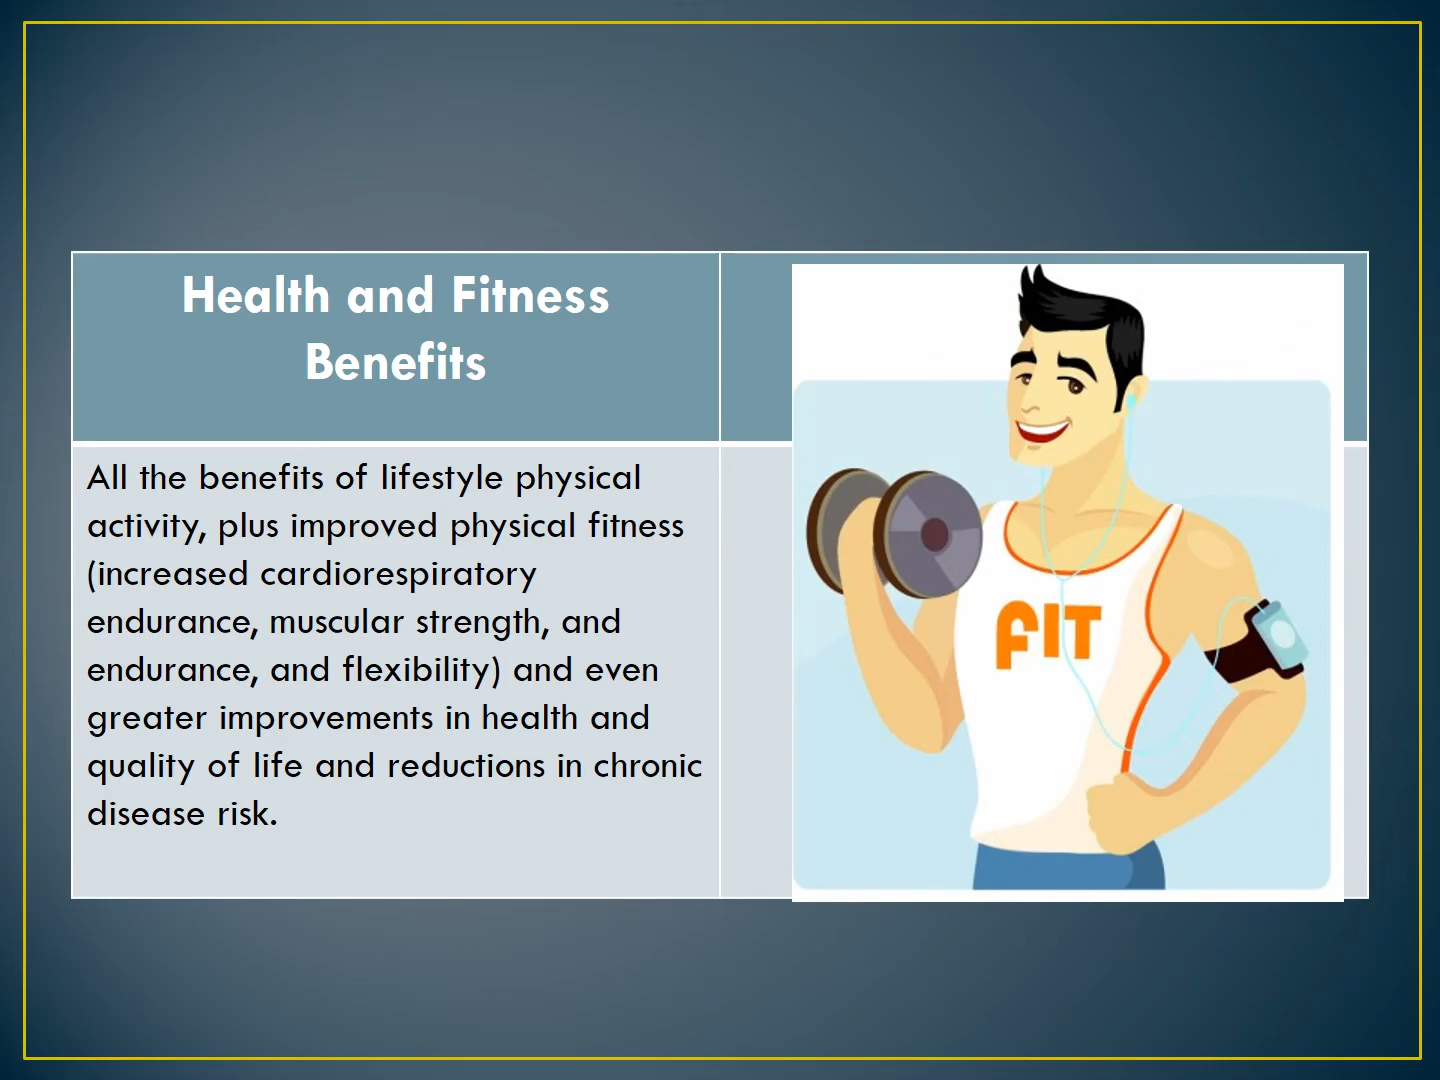 Health and Fitness
Benefits
All the benefits of lifestyle physical
activity, plus improved physical fitness
(increased cardiorespiratory
endurance, muscular strength, and
endurance, and flexibility) and even
greater improvements in health and
quality of life and reductions in chronic
disease risk.
FIT